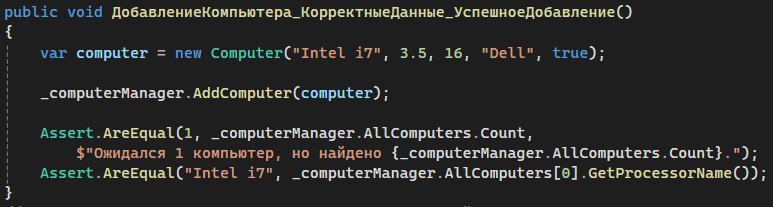 public void ДобавлениеКомпьютера_КорректныеДанные_УспешноеДобавление()
{
var computer = new Computer("Intel i7", 3.5, 16, "Dell", true);
_computerManager.AddComputer(computer);
Assert.AreEqual(1, _computerManager.AllComputers.Count,
$"Ожидался 1 компьютер, но найдено {_computerManager.AllComputers.Count}.");
Assert.AreEqual("Intel i7", _computerManager.AllComputers[0].GetProcessorName());
}